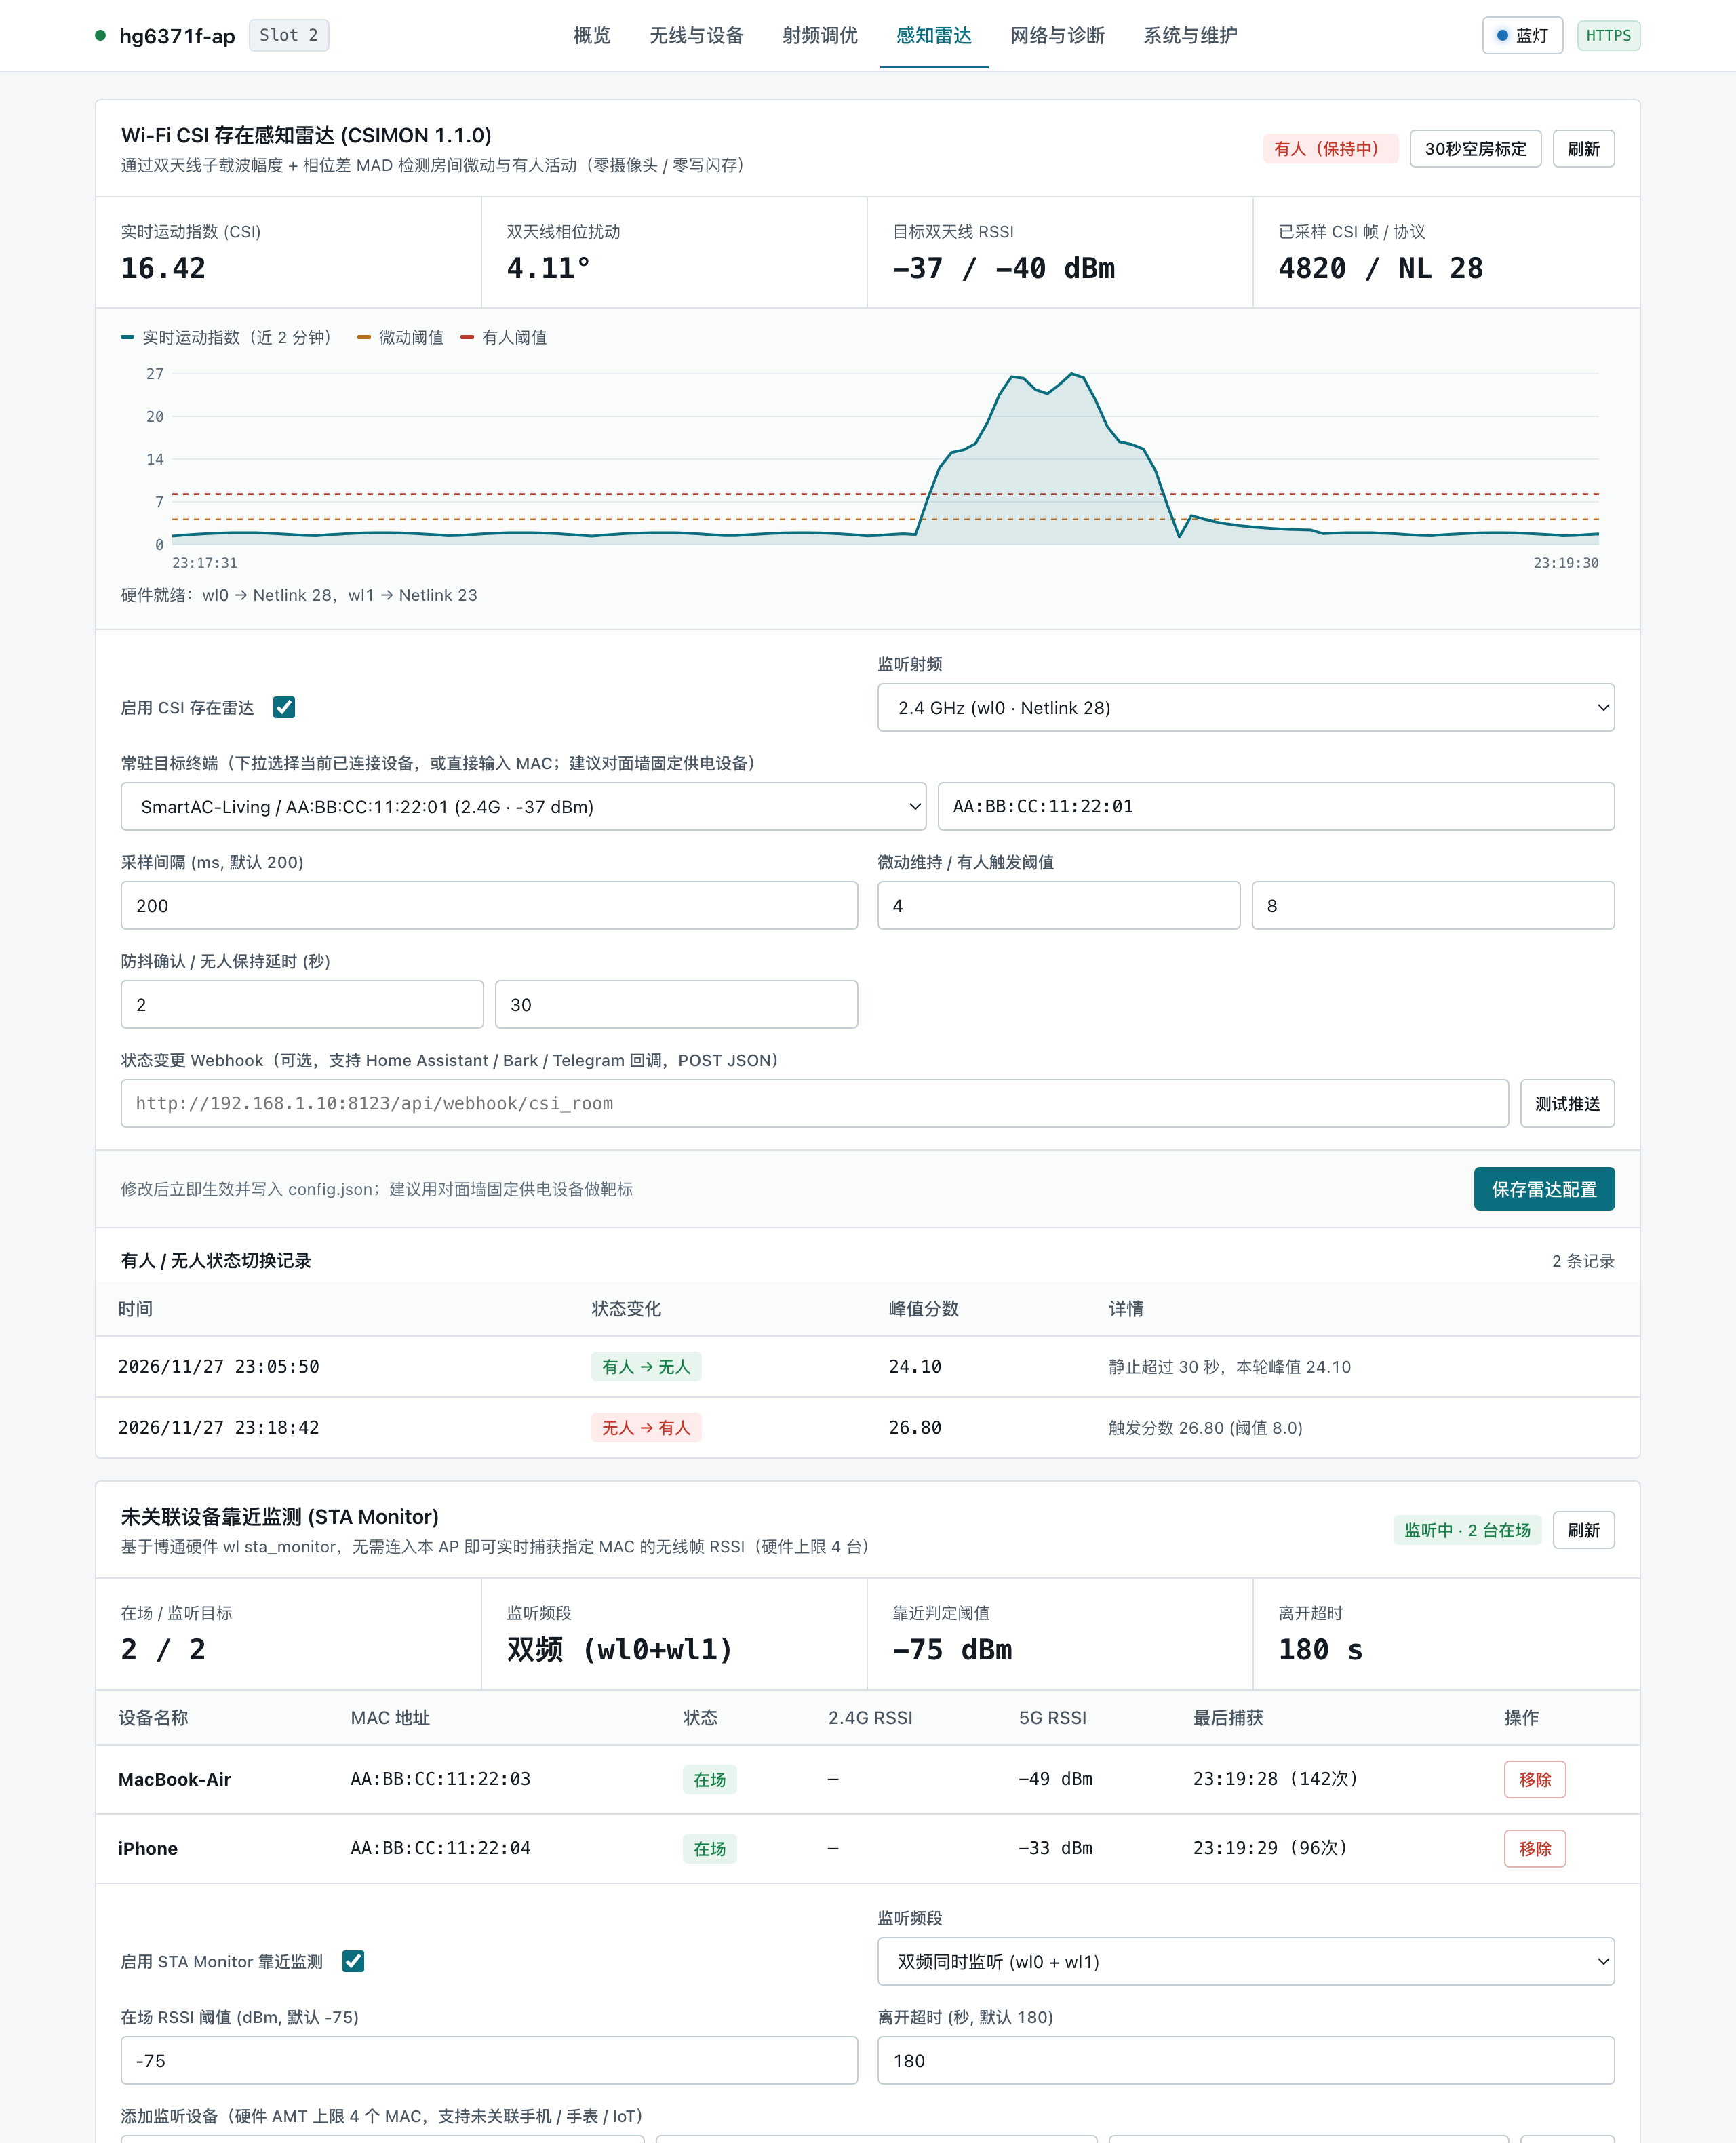 hg6371f-ap Slot 2 概览 无线与设备 射频调优 感知雷达 网络与诊断 系统与维护 蓝灯 HTTPS
Wi-Fi CSI 存在感知雷达 (CSIMON 1.1.0)
通过双天线子载波幅度 + 相位差 MAD 检测房间微动与有人活动（零摄像头 / 零写闪存）
有人（保持中） 30秒空房标定 刷新
实时运动指数 (CSI)
16.42
双天线相位扰动
4.11°
目标双天线 RSSI
−37 / −40 dBm
已采样 CSI 帧 / 协议
4820 / NL 28
实时运动指数（近 2 分钟） 微动阈值 有人阈值
27
20
14
7
0
23:17:31 23:19:30
硬件就绪：wl0 → Netlink 28，wl1 → Netlink 23
启用 CSI 存在雷达
监听射频
2.4 GHz (wl0 · Netlink 28)
常驻目标终端（下拉选择当前已连接设备，或直接输入 MAC；建议对面墙固定供电设备）
SmartAC-Living / AA:BB:CC:11:22:01 (2.4G · -37 dBm) AA:BB:CC:11:22:01
采样间隔 (ms, 默认 200)
200
微动维持 / 有人触发阈值
4 8
防抖确认 / 无人保持延时 (秒)
2 30
状态变更 Webhook（可选，支持 Home Assistant / Bark / Telegram 回调，POST JSON）
http://192.168.1.10:8123/api/webhook/csi_room 测试推送
修改后立即生效并写入 config.json；建议用对面墙固定供电设备做靶标 保存雷达配置
有人 / 无人状态切换记录 2 条记录
时间 状态变化 峰值分数 详情
2026/11/27 23:05:50 有人 → 无人 24.10 静止超过 30 秒，本轮峰值 24.10
2026/11/27 23:18:42 无人 → 有人 26.80 触发分数 26.80 (阈值 8.0)
未关联设备靠近监测 (STA Monitor)
基于博通硬件 wl sta_monitor，无需连入本 AP 即可实时捕获指定 MAC 的无线帧 RSSI（硬件上限 4 台）
监听中 · 2 台在场 刷新
在场 / 监听目标
2 / 2
监听频段
双频 (wl0+wl1)
靠近判定阈值
−75 dBm
离开超时
180 s
设备名称 MAC 地址 状态 2.4G RSSI 5G RSSI 最后捕获 操作
MacBook-Air AA:BB:CC:11:22:03 在场 — −49 dBm 23:19:28 (142次) 移除
iPhone AA:BB:CC:11:22:04 在场 — −33 dBm 23:19:29 (96次) 移除
启用 STA Monitor 靠近监测
监听频段
双频同时监听 (wl0 + wl1)
在场 RSSI 阈值 (dBm, 默认 -75)
-75
离开超时 (秒, 默认 180)
180
添加监听设备（硬件 AMT 上限 4 个 MAC，支持未关联手机 / 手表 / IoT）